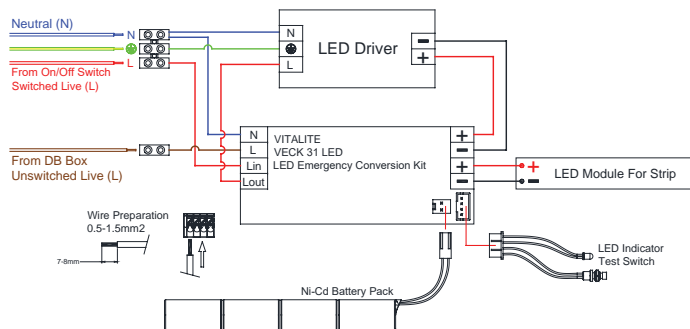 Neutral (N)
N
L
From On/Off Switch
Switched Live (L)
N
L
LED Driver
−
+
From DB Box
Unswitched Live (L)
N
L
Lin
Lout
VITALITE
VECK 31 LED
LED Emergency Conversion Kit
+
−
+
−
+
−
LED Module For Strip
Wire Preparation
0.5-1.5mm2
7-8mm
LED Indicator
Test Switch
Ni-Cd Battery Pack